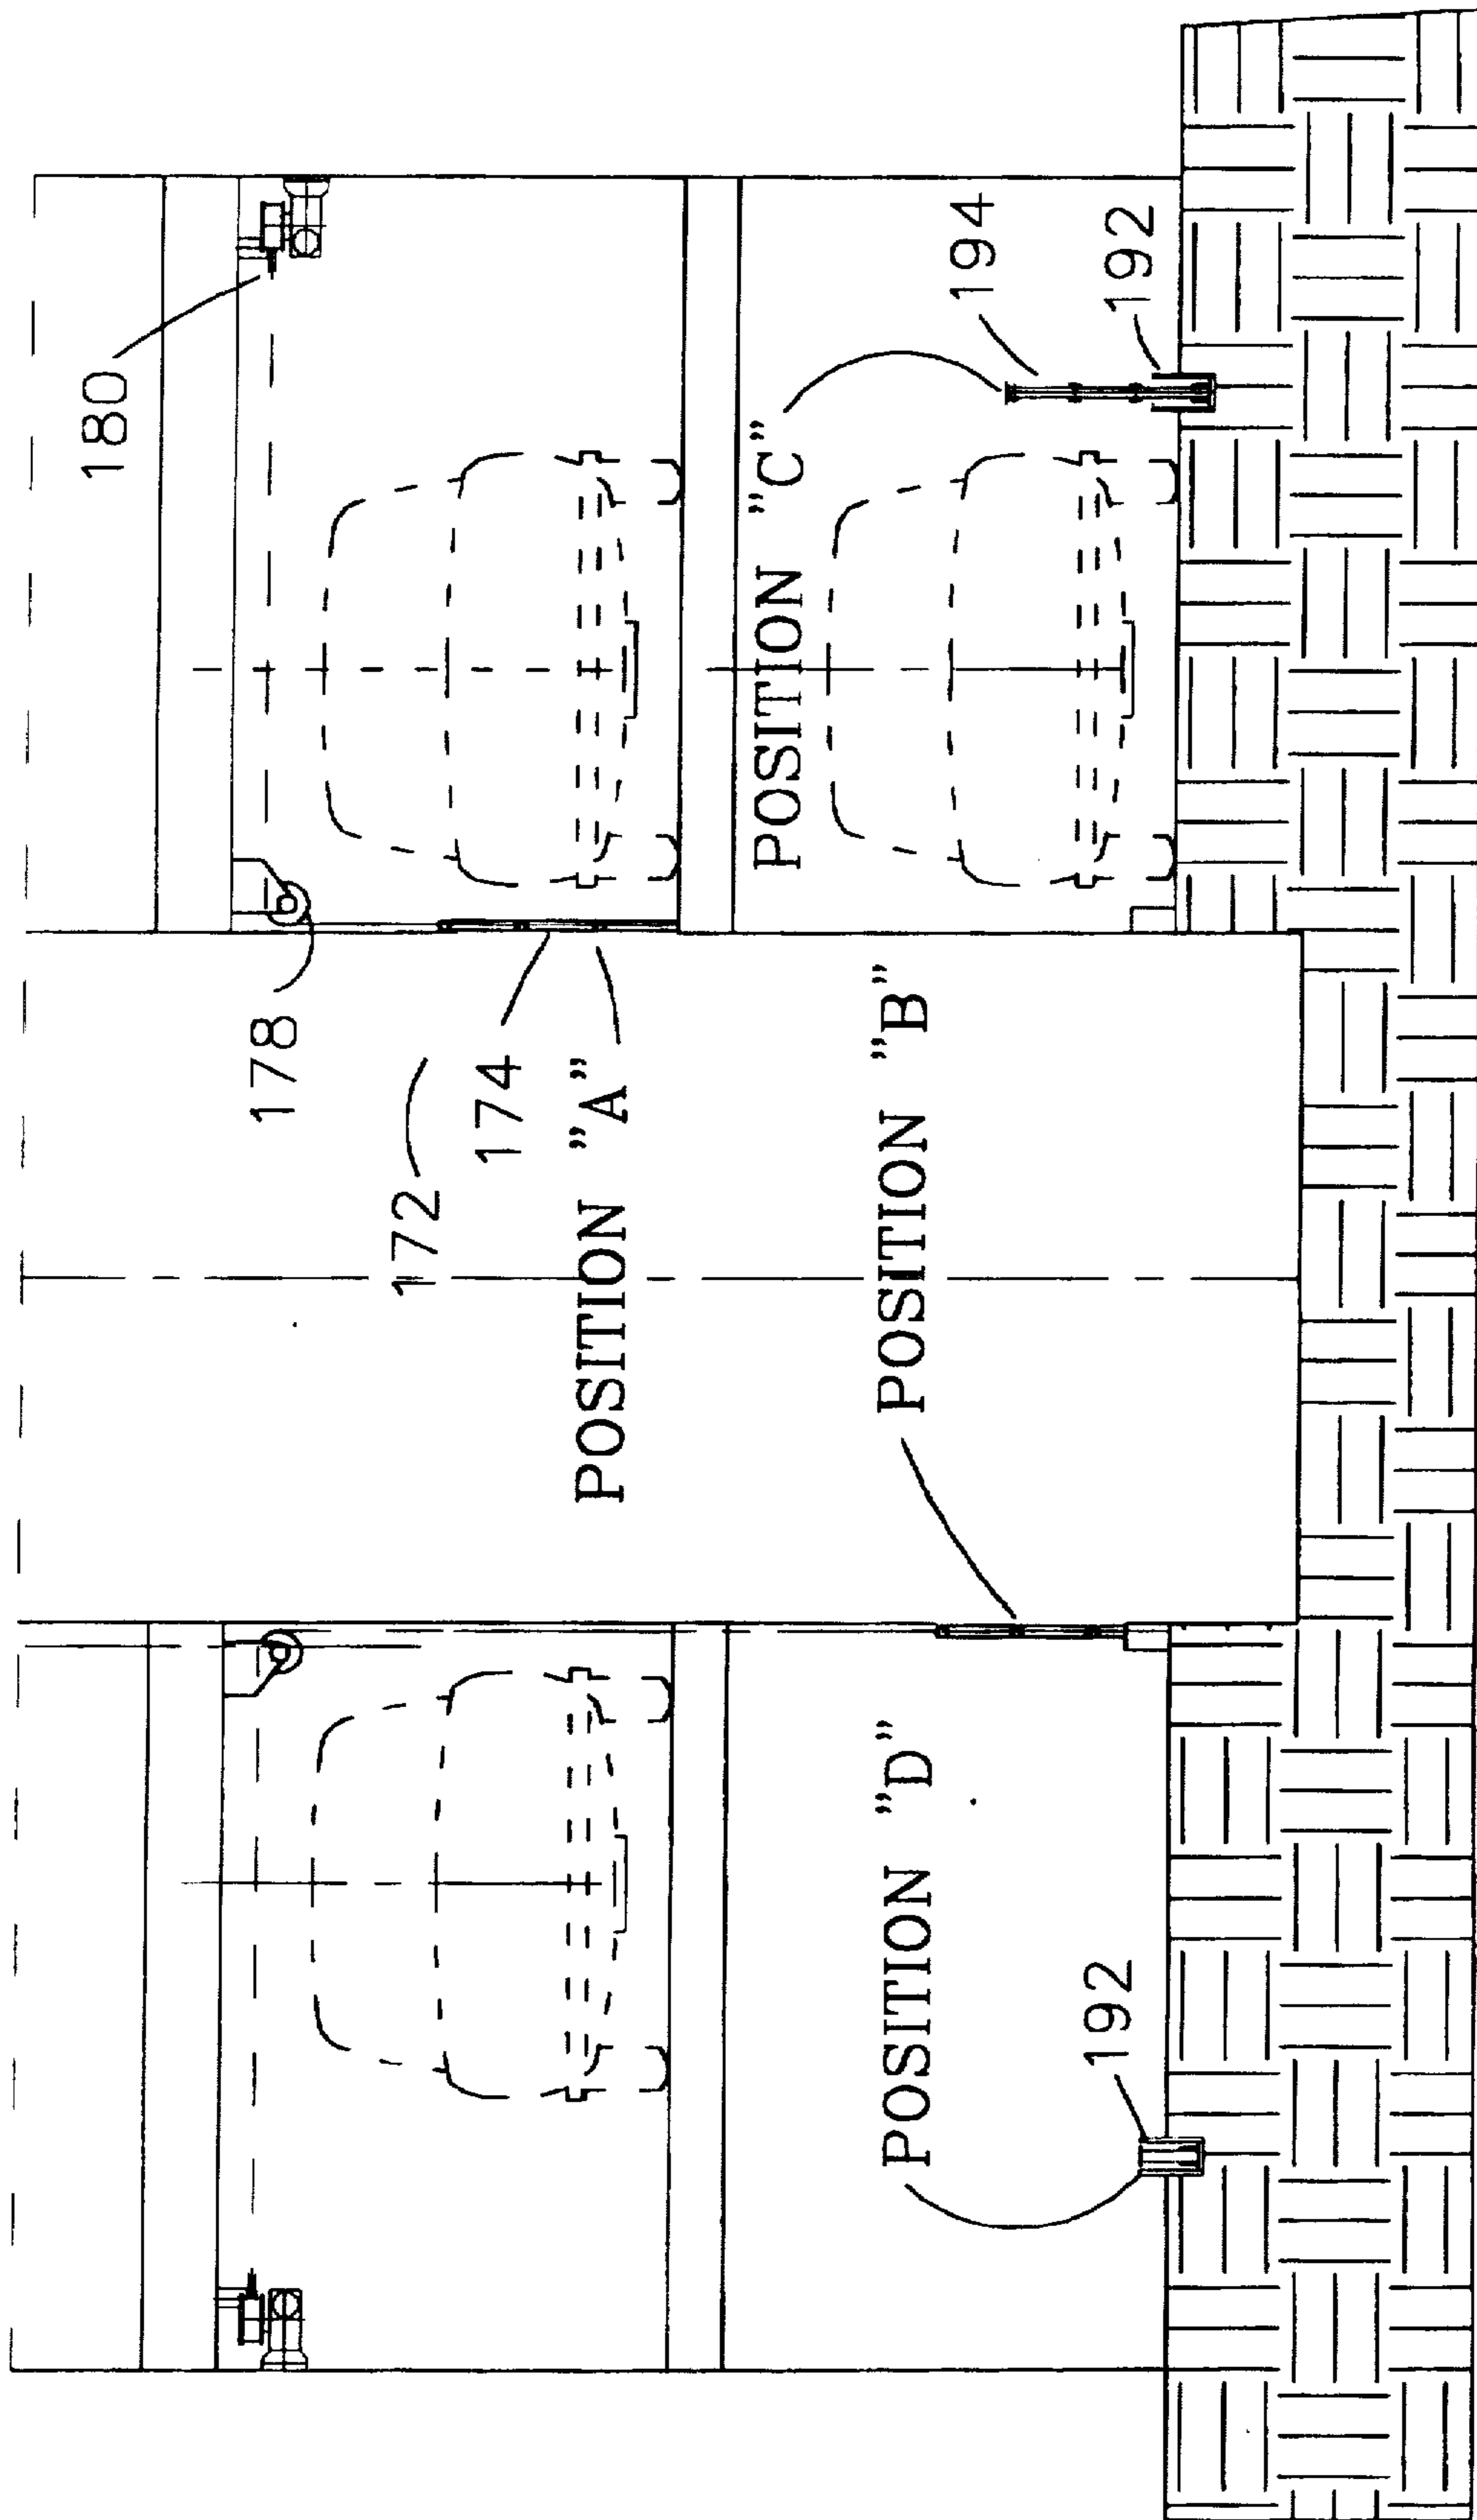 180
178
172
174
POSITION ”A”
POSITION ”C”
POSITION ”D”
POSITION ”B”
194
192
192